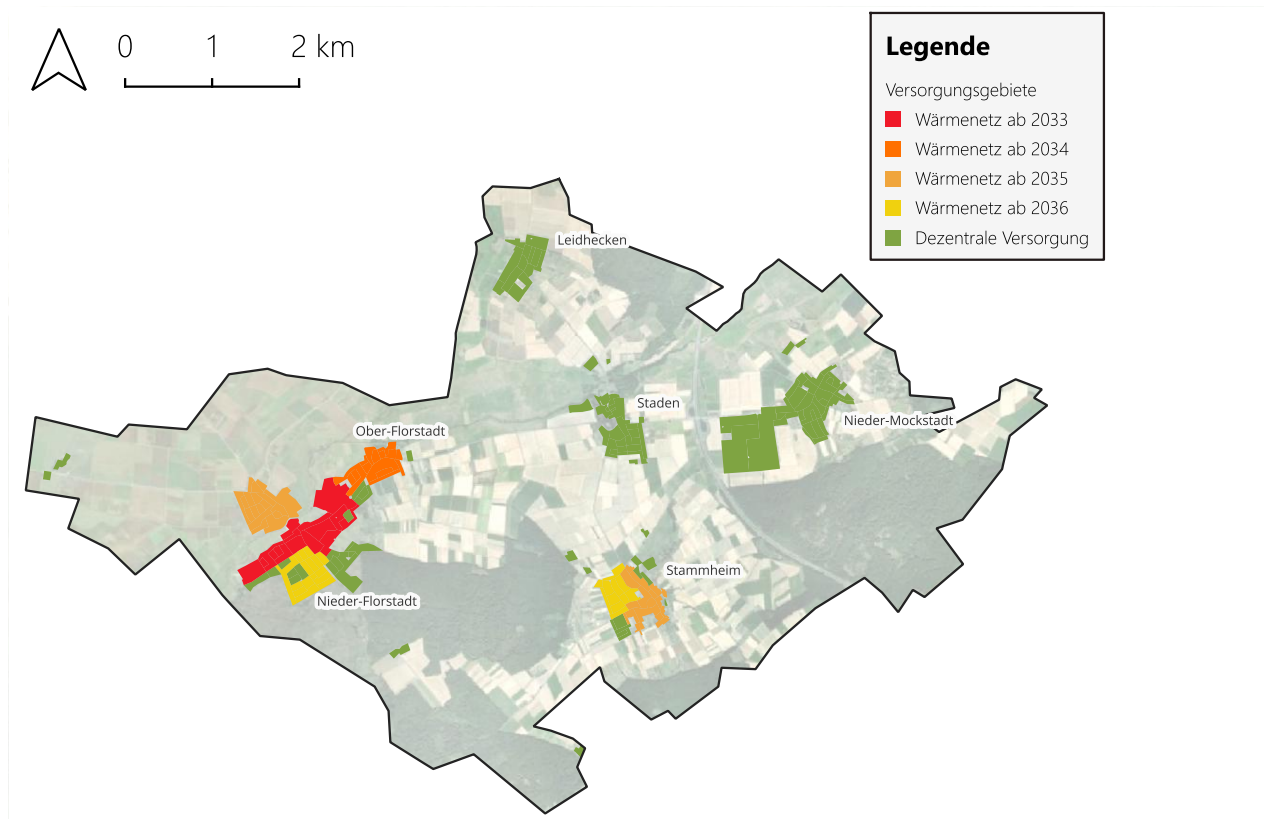 0 1 2 km
Legende
Versorgungsgebiete
Wärmenetz ab 2033
Wärmenetz ab 2034
Wärmenetz ab 2035
Wärmenetz ab 2036
Dezentrale Versorgung
Leidhecken
Staden
Nieder-Mockstadt
Ober-Florstadt
Stammheim
Nieder-Florstadt